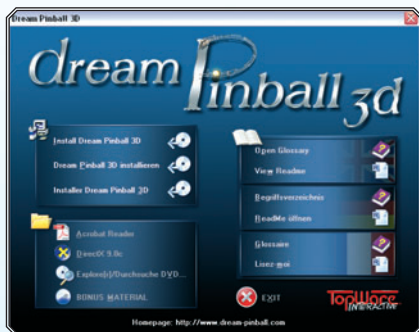 Dream Pinball 3D
dream Pinball 3d
Install Dream Pinball 3D
Dream Pinball 3D installieren
Installer Dream Pinball 3D
Acrobat Reader
DirectX 9.0c
Explore[r]/Durchsuche DVD...
BONUS MATERIAL
Open Glossary
View Readme
Begriffsverzeichnis
ReadMe öffnen
Glossaire
Lisez-moi
EXIT
TopWare
INTERACTIVE
Homepage: http://www.dream-pinball.com